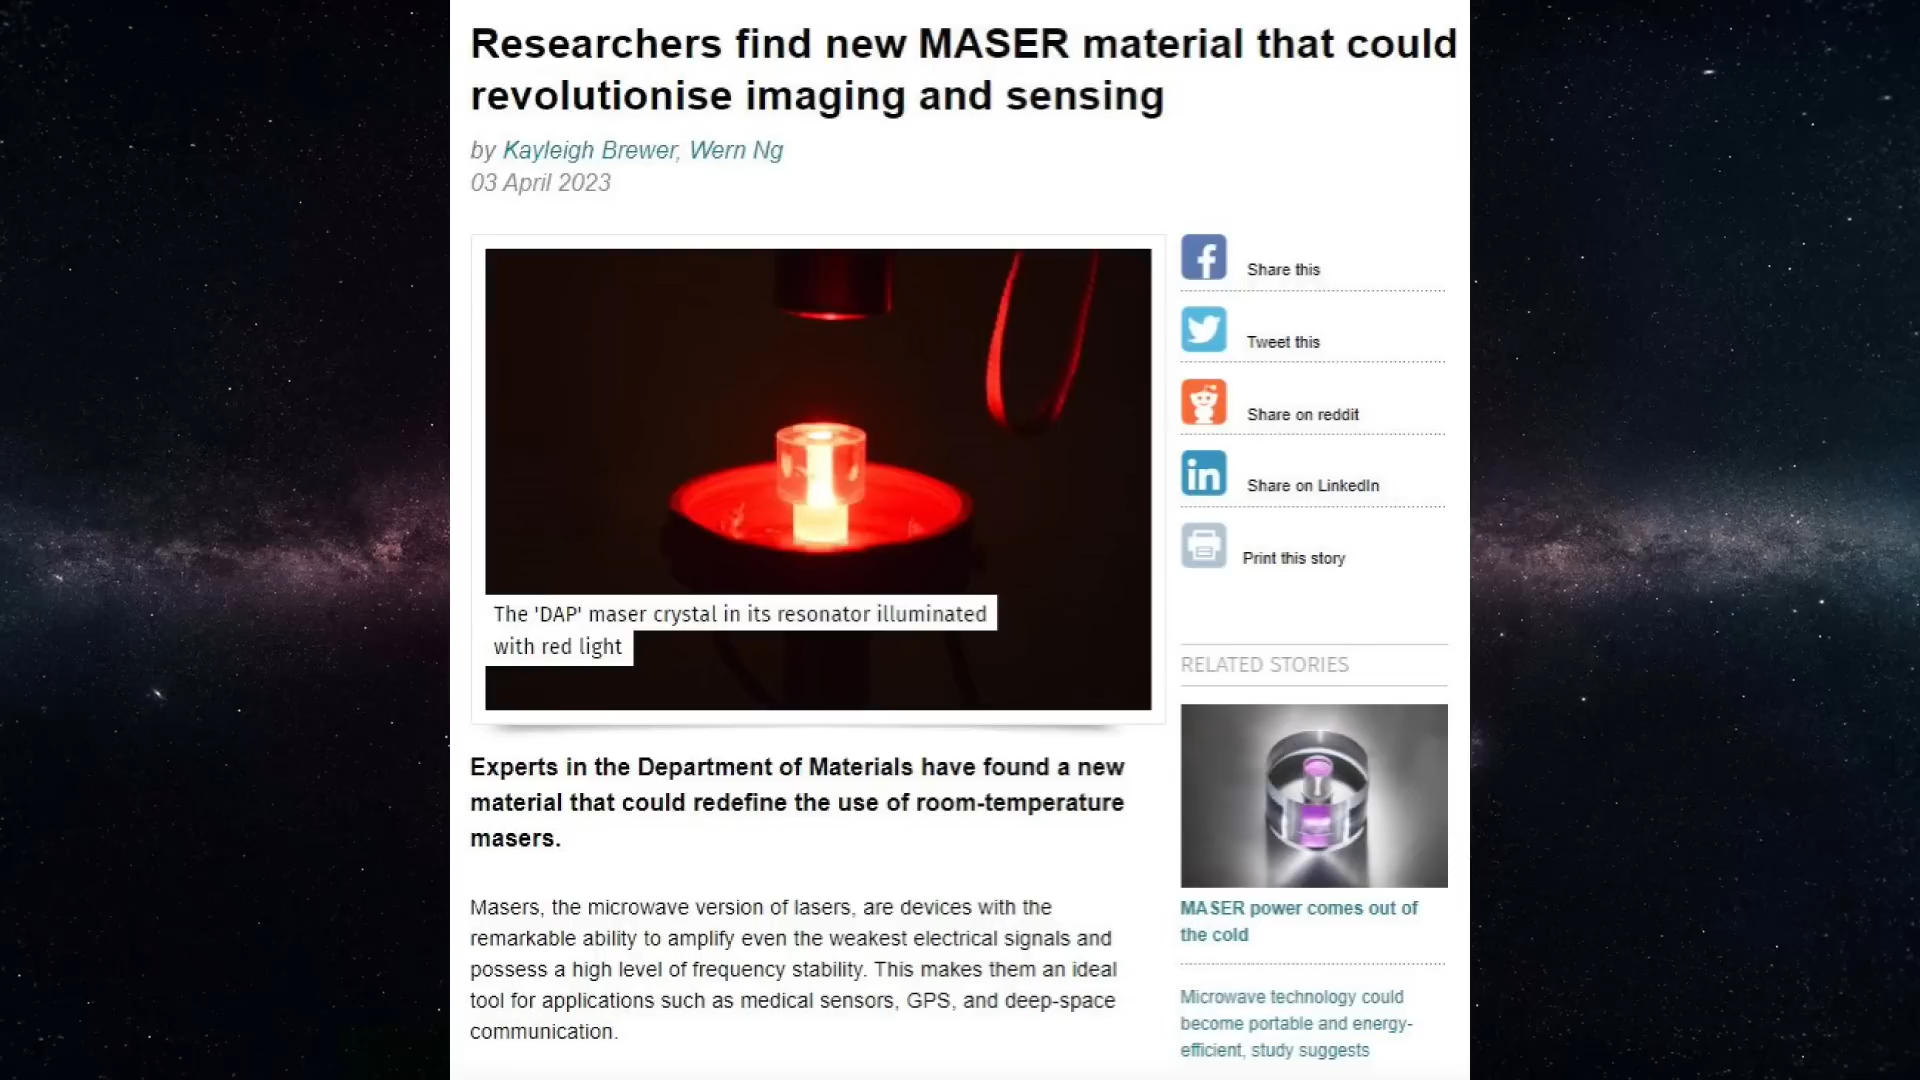 Researchers find new MASER material that could
revolutionise imaging and sensing
by Kayleigh Brewer, Wern Ng
03 April 2023
The 'DAP' maser crystal in its resonator illuminated
with red light
Share this
Tweet this
Share on reddit
in
Share on LinkedIn
Print this story
RELATED STORIES
MASER power comes out of
the cold
Microwave technology could
become portable and energy-
efficient, study suggests
Experts in the Department of Materials have found a new
material that could redefine the use of room-temperature
masers.
Masers, the microwave version of lasers, are devices with the
remarkable ability to amplify even the weakest electrical signals and
possess a high level of frequency stability. This makes them an ideal
tool for applications such as medical sensors, GPS, and deep-space
communication.